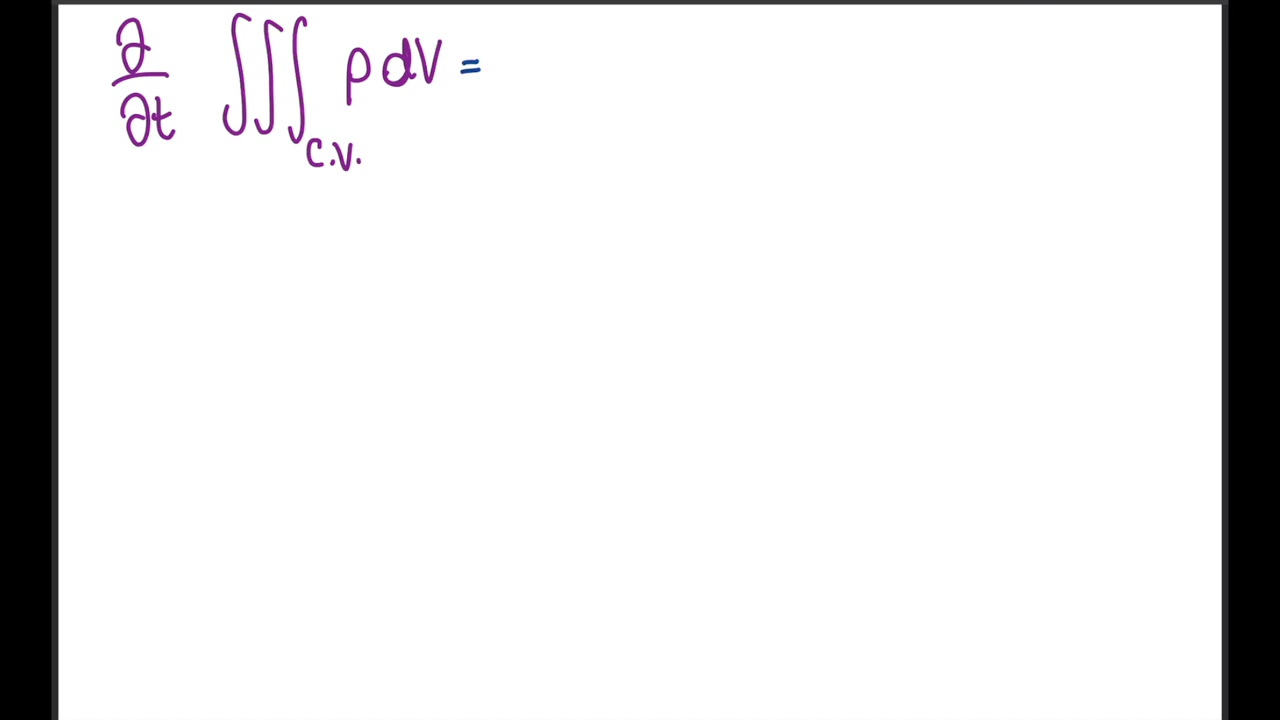 ∂/∂t ∭_{C.V.} ρ dV =